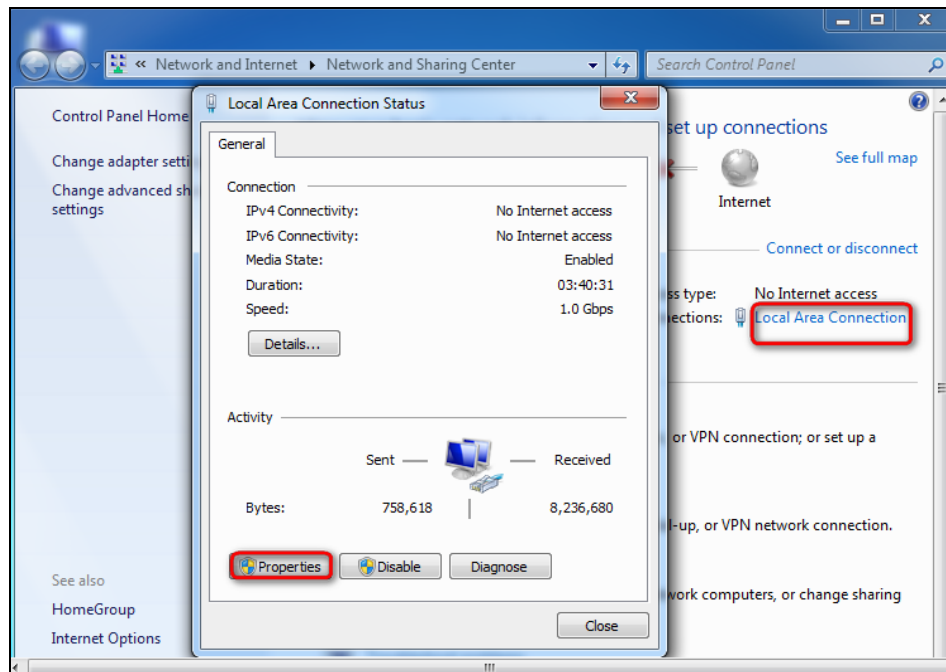 « Network and Internet ▸ Network and Sharing Center
Search Control Panel
Control Panel Home
Change adapter setti
Change advanced sh
settings
See also
HomeGroup
Internet Options
Local Area Connection Status
General
Connection
IPv4 Connectivity: No Internet access
IPv6 Connectivity: No Internet access
Media State: Enabled
Duration: 03:40:31
Speed: 1.0 Gbps
Details...
Activity
Sent — — Received
Bytes: 758,618 | 8,236,680
Properties Disable Diagnose
Close
set up connections
See full map
Internet
Connect or disconnect
ss type: No Internet access
ections: Local Area Connection
or VPN connection; or set up a
l-up, or VPN network connection.
work computers, or change sharing